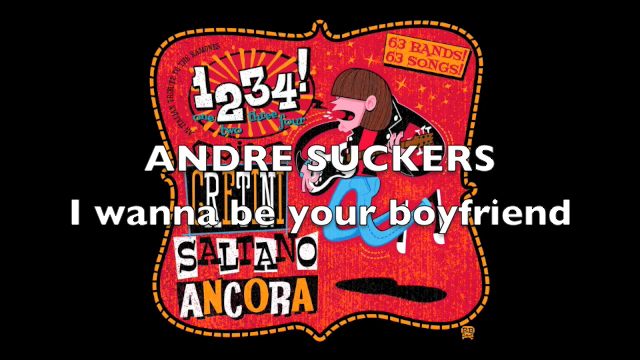 63 BANDS!
63 SONGS!
1234!
one two three four
ANDRE SUCKERS
CRETINI
I wanna be your boyfriend
SALTANO
ANCORA